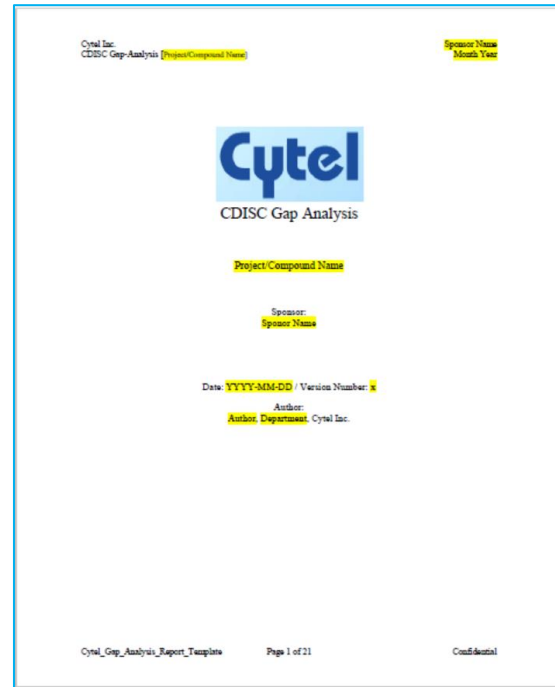 Cytel Inc.
Sponsor Name
CDISC Gap-Analysis [Project/Compound Name)
Month Year
Cytel
CDISC Gap Analysis
Project/Compound Name
Sponsor:
Sponor Name
Date: YYYY-MM-DD / Version Number: x
Author:
Author, Department, Cytel Inc.
Cytel_Gap_Analysis_Report_Template Page 1 of 21 Confidential